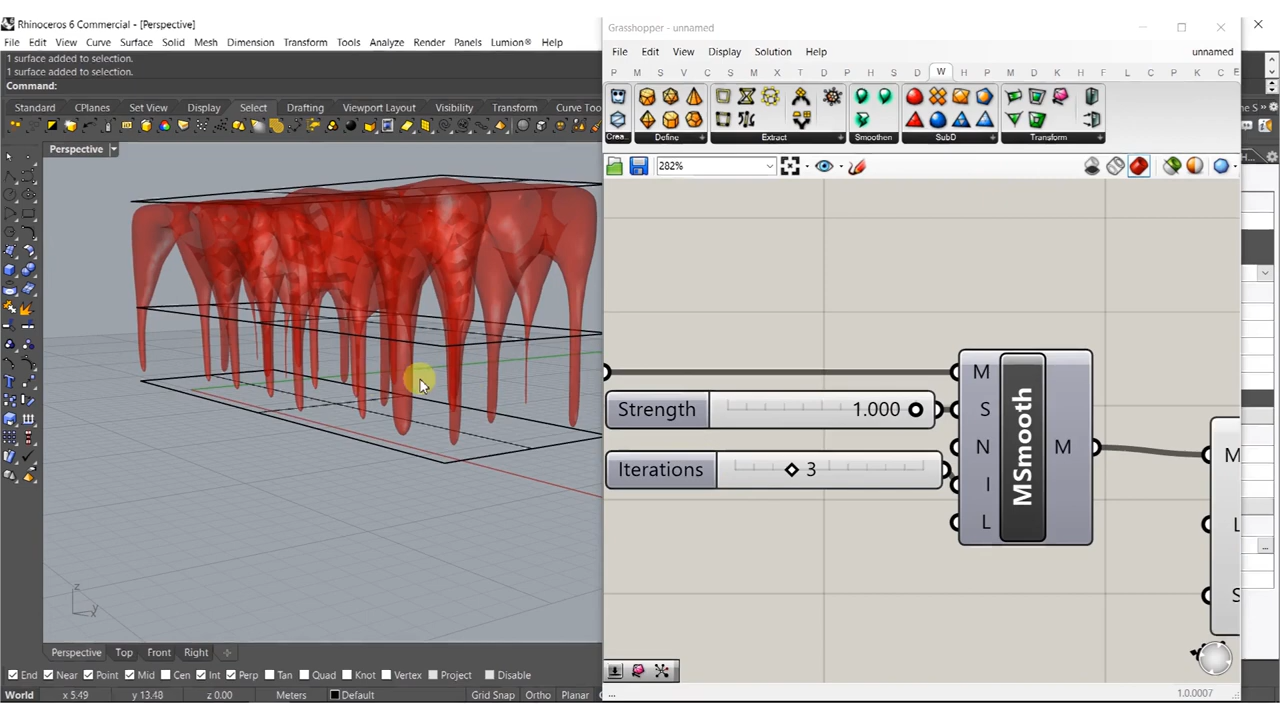 Rhinoceros 6 Commercial - [Perspective]
File Edit View Curve Surface Solid Mesh Dimension Transform Tools Analyze Render Panels Lumion® Help
1 surface added to selection.
1 surface added to selection.
Command:
Standard CPlanes Set View Display Select Drafting Viewport Layout Visibility Transform Curve Too
Perspective
z
y
x
Perspective Top Front Right
End Near Point Mid Cen Int Perp Tan Quad Knot Vertex Project Disable
World x 5.49 y 13.48 z 0.00 Meters Default Grid Snap Ortho Planar
Grasshopper - unnamed
File Edit View Display Solution Help unnamed
P M S V C S M X T D P H S D W H P M D K H F L C P K C E
Crea... Define Extract Smoothen SubD Transform
282%
M
Strength 1.000 S
N
Iterations 3 I
L
MSmooth
M
M
L
S
...
1.0.0007